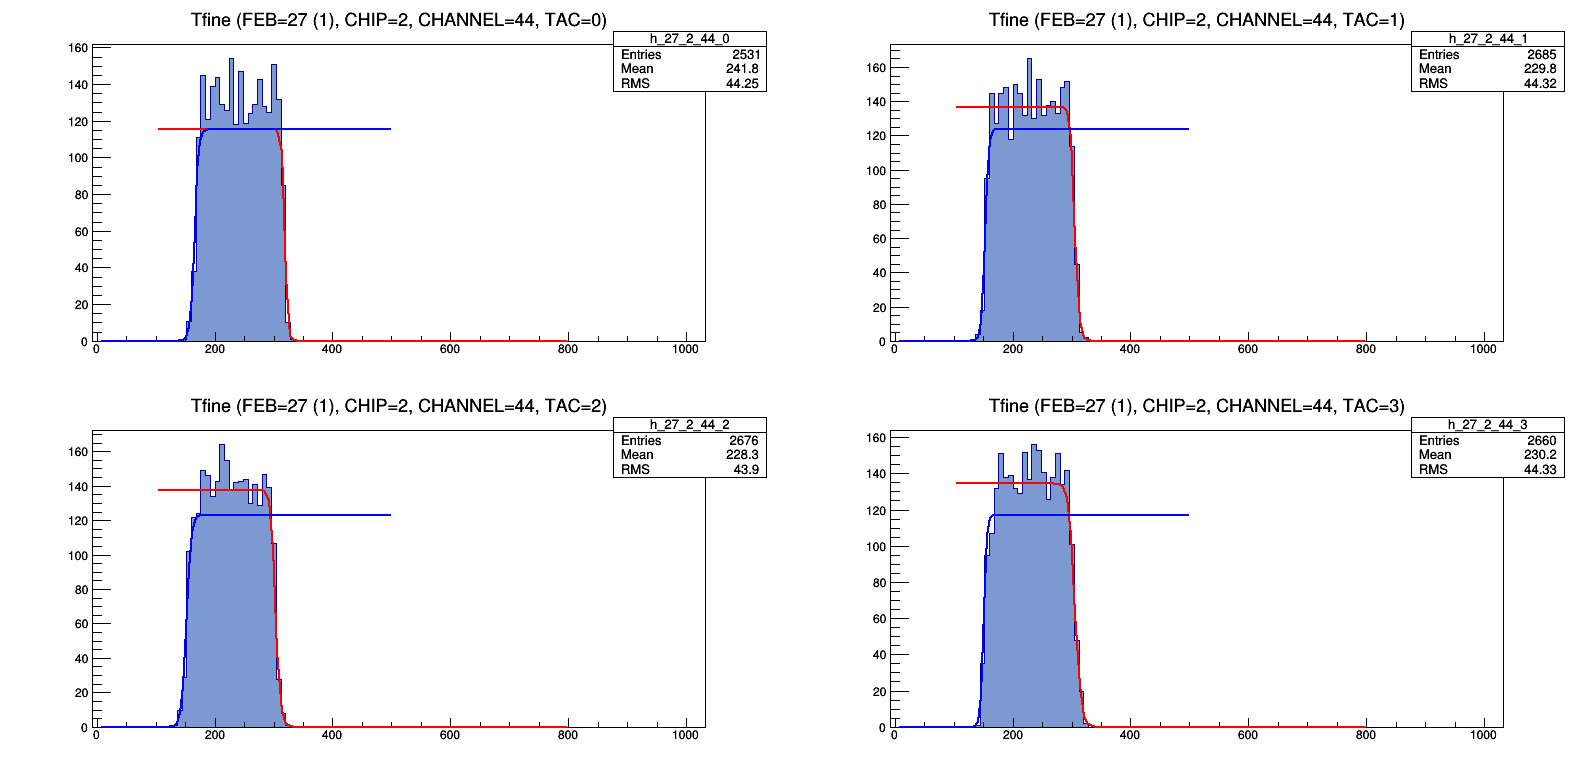 Tfine (FEB=27 (1), CHIP=2, CHANNEL=44, TAC=0)
h_27_2_44_0
Entries 2531
Mean 241.8
RMS 44.25
160
140
120
100
80
60
40
20
0
0 200 400 600 800 1000
Tfine (FEB=27 (1), CHIP=2, CHANNEL=44, TAC=1)
h_27_2_44_1
Entries 2685
Mean 229.8
RMS 44.32
160
140
120
100
80
60
40
20
0
0 200 400 600 800 1000
Tfine (FEB=27 (1), CHIP=2, CHANNEL=44, TAC=2)
h_27_2_44_2
Entries 2676
Mean 228.3
RMS 43.9
160
140
120
100
80
60
40
20
0
0 200 400 600 800 1000
Tfine (FEB=27 (1), CHIP=2, CHANNEL=44, TAC=3)
h_27_2_44_3
Entries 2660
Mean 230.2
RMS 44.33
160
140
120
100
80
60
40
20
0
0 200 400 600 800 1000